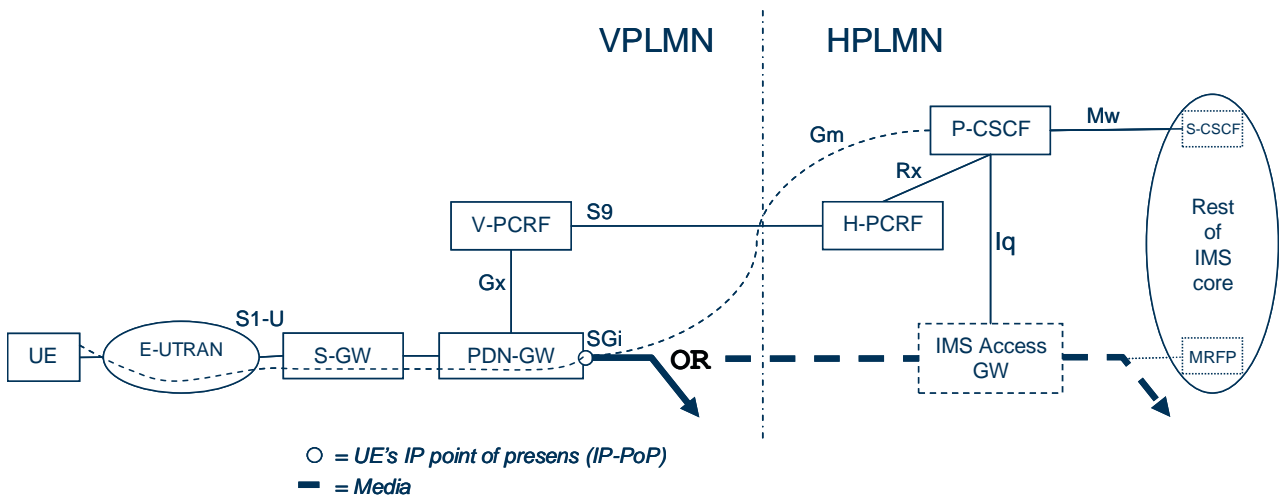 VPLMN
HPLMN
P-CSCF
Mw
S-CSCF
Gm
Rx
V-PCRF
S9
H-PCRF
Iq
Rest
of
IMS
core
Gx
S1-U
SGi
UE
E-UTRAN
S-GW
PDN-GW
OR
IMS Access
GW
MRFP
= UE's IP point of presens (IP-PoP)
= Media